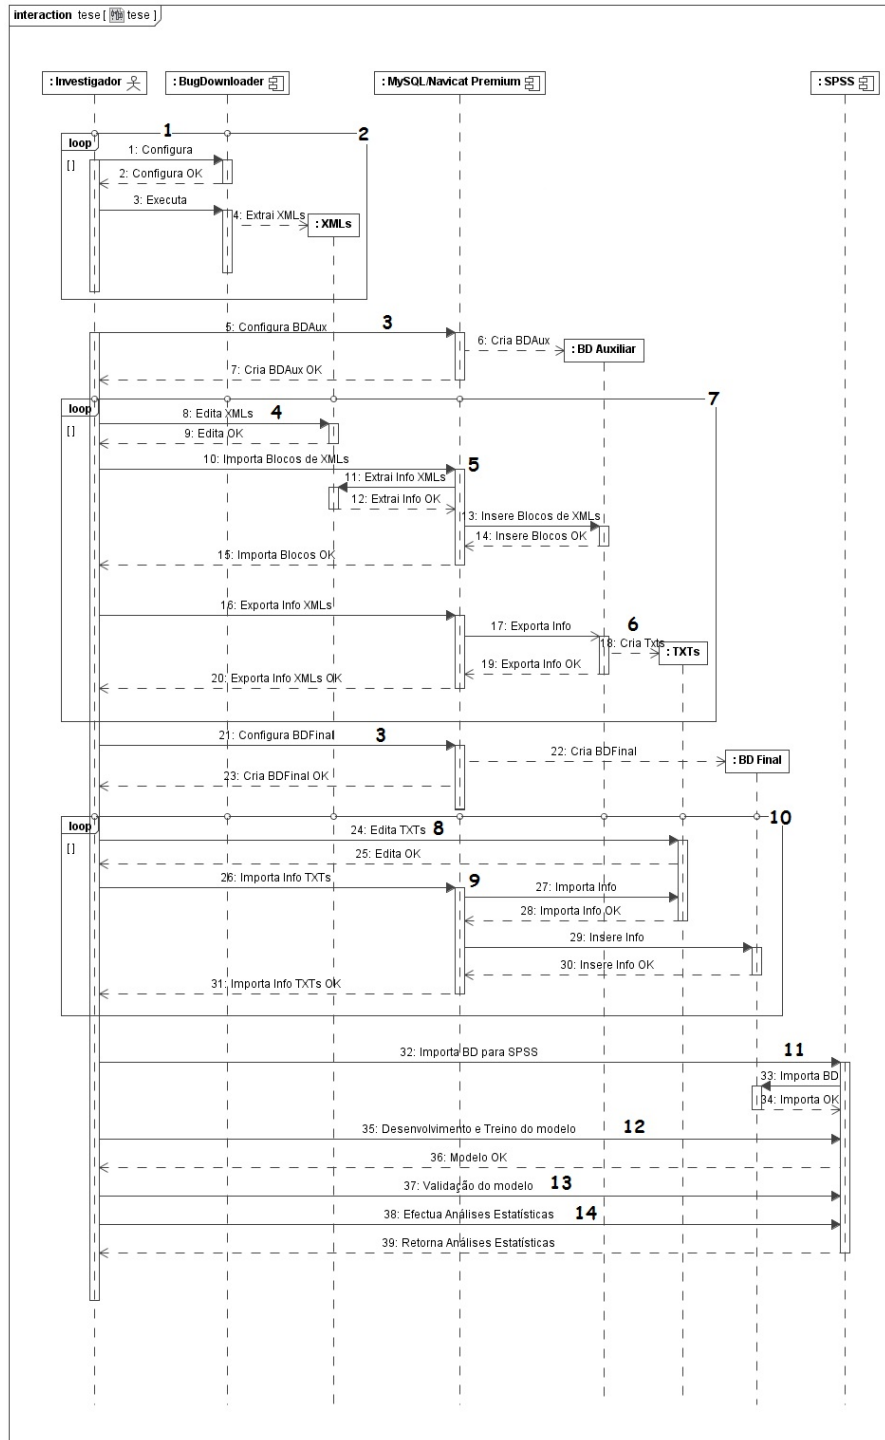 interaction tese [ tese ]
: Investigador
: BugDownloader
: MySQL/Navicat Premium
: SPSS
loop
1
2
[ ]
1: Configura
2: Configura OK
3: Executa
4: Extrai XMLs
: XMLs
5: Configura BDAux
3
6: Cria BDAux
: BD Auxiliar
7: Cria BDAux OK
loop
7
[ ]
8: Edita XMLs
4
9: Edita OK
10: Importa Blocos de XMLs
5
11: Extrai Info XMLs
12: Extrai Info OK
13: Insere Blocos de XMLs
14: Insere Blocos OK
15: Importa Blocos OK
16: Exporta Info XMLs
17: Exporta Info
6
18: Cria Txts
: TXTs
19: Exporta Info OK
20: Exporta Info XMLs OK
21: Configura BDFinal
3
22: Cria BDFinal
: BD Final
23: Cria BDFinal OK
loop
10
[ ]
24: Edita TXTs
8
25: Edita OK
26: Importa Info TXTs
9
27: Importa Info
28: Importa Info OK
29: Insere Info
30: Insere Info OK
31: Importa Info TXTs OK
32: Importa BD para SPSS
11
33: Importa BD
34: Importa OK
35: Desenvolvimento e Treino do modelo
12
36: Modelo OK
37: Validação do modelo
13
38: Efectua Análises Estatísticas
14
39: Retorna Análises Estatísticas